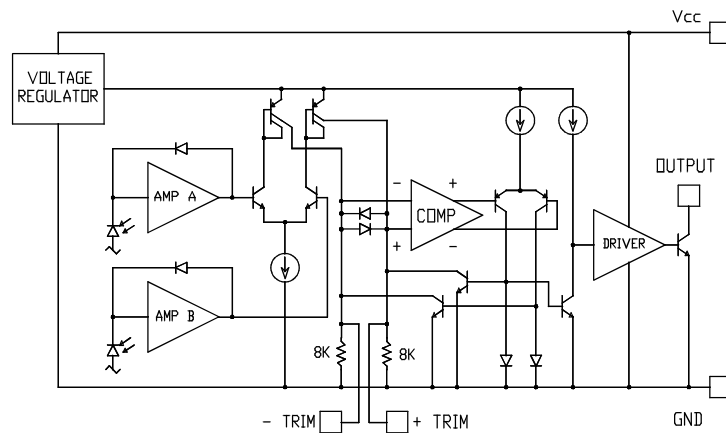 Vcc
VOLTAGE
REGULATOR
OUTPUT
AMP A
- +
COMP
+ -
DRIVER
AMP B
8K 8K
- TRIM + TRIM
GND